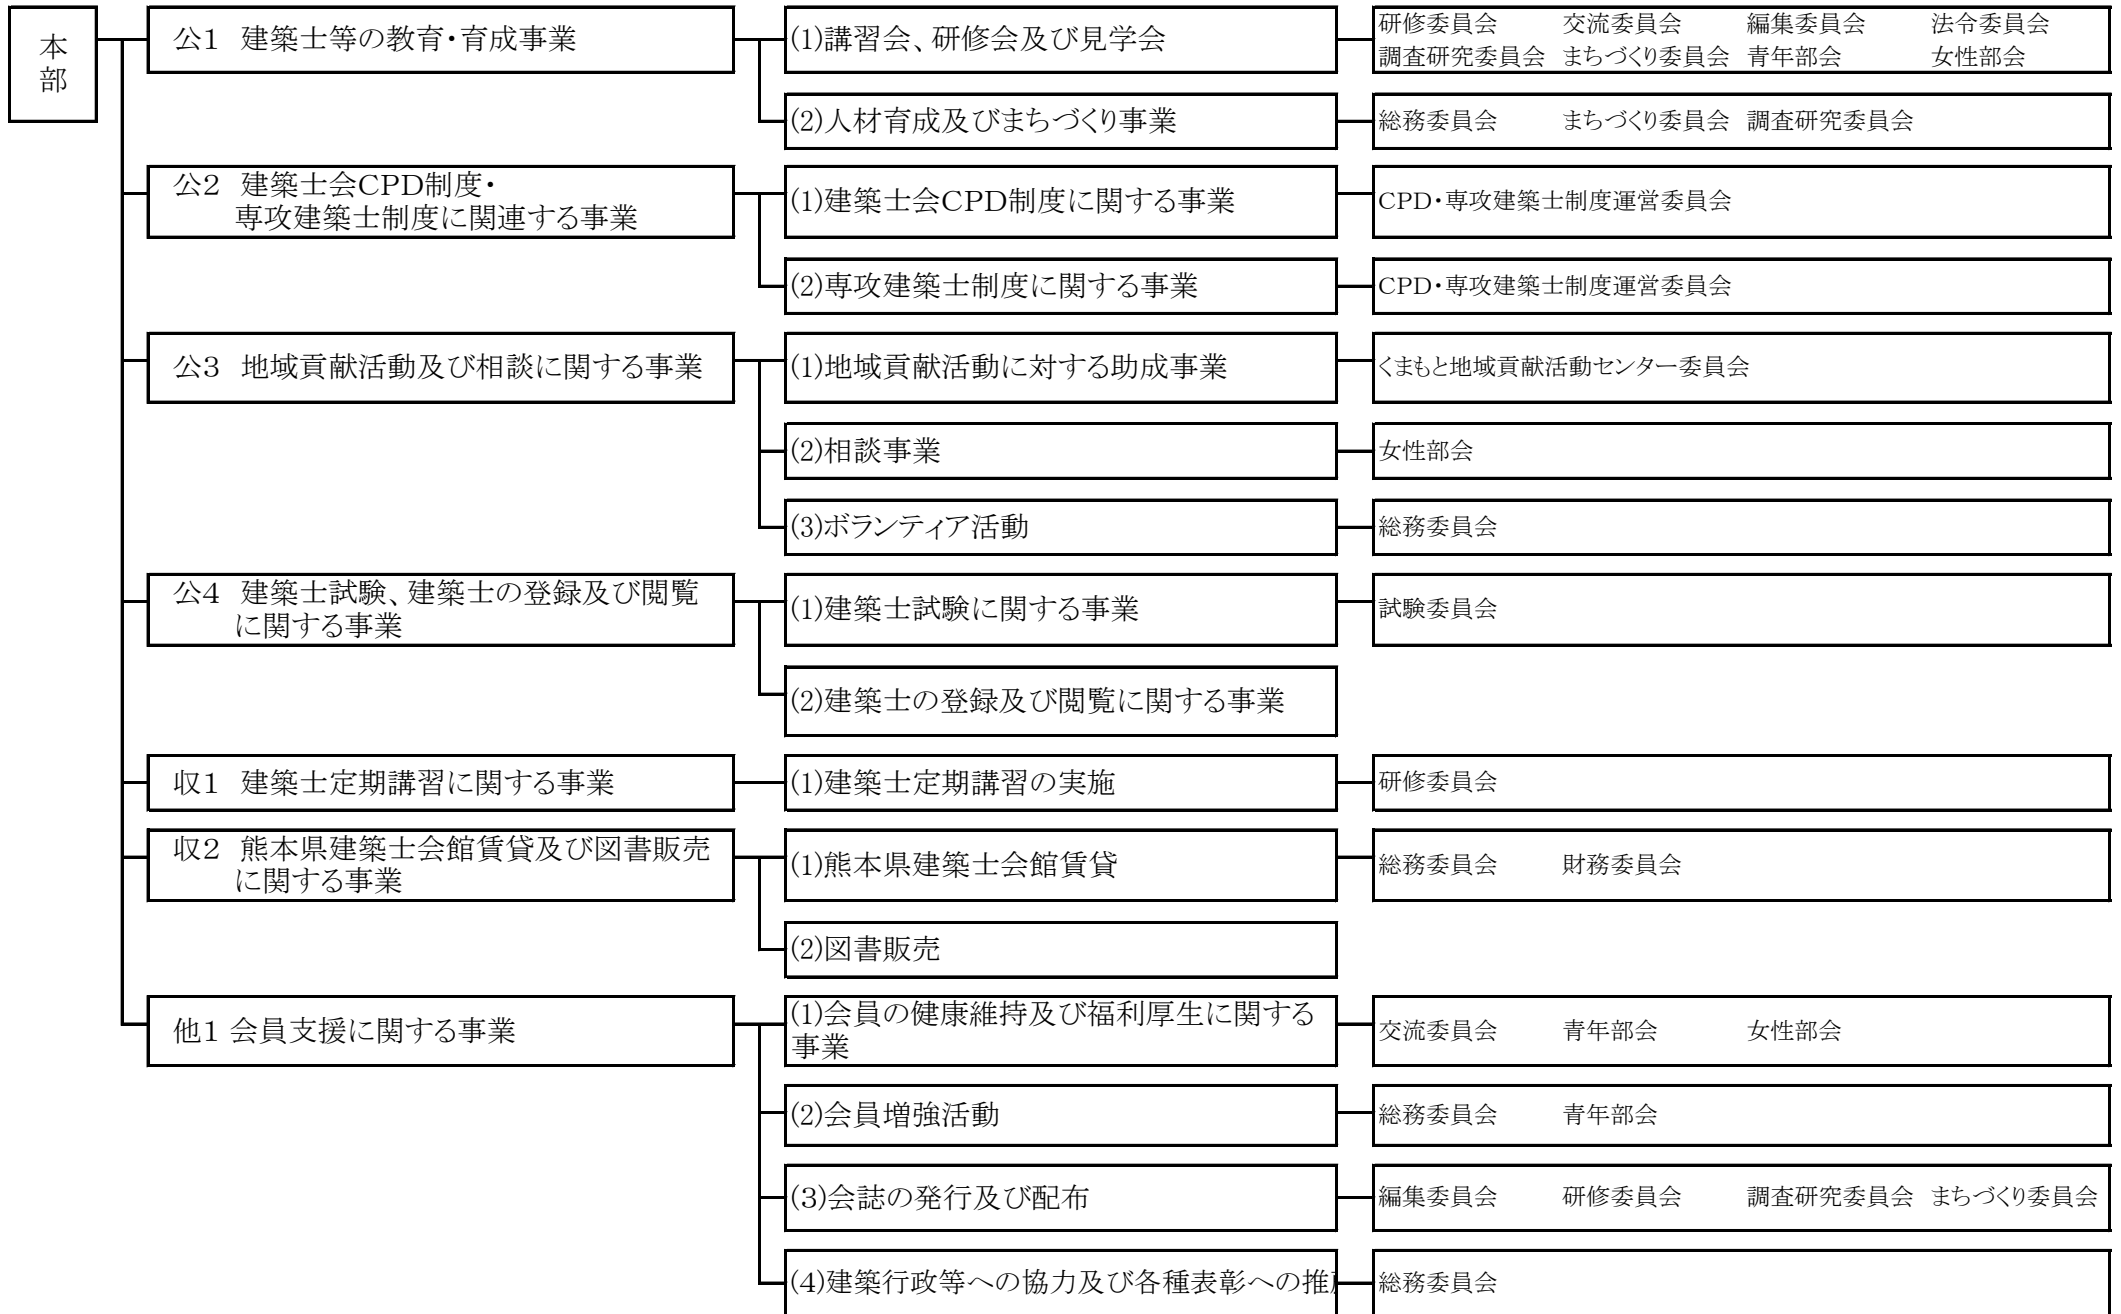 本部
公1 建築士等の教育・育成事業
(1)講習会、研修会及び見学会
研修委員会 交流委員会 編集委員会 法令委員会
調査研究委員会 まちづくり委員会 青年部会 女性部会
(2)人材育成及びまちづくり事業
総務委員会 まちづくり委員会 調査研究委員会
公2 建築士会CPD制度・
専攻建築士制度に関連する事業
(1)建築士会CPD制度に関する事業
CPD・専攻建築士制度運営委員会
(2)専攻建築士制度に関する事業
CPD・専攻建築士制度運営委員会
公3 地域貢献活動及び相談に関する事業
(1)地域貢献活動に対する助成事業
くまもと地域貢献活動センター委員会
(2)相談事業
女性部会
(3)ボランティア活動
総務委員会
公4 建築士試験、建築士の登録及び閲覧
に関する事業
(1)建築士試験に関する事業
試験委員会
(2)建築士の登録及び閲覧に関する事業
収1 建築士定期講習に関する事業
(1)建築士定期講習の実施
研修委員会
収2 熊本県建築士会館賃貸及び図書販売
に関する事業
(1)熊本県建築士会館賃貸
総務委員会 財務委員会
(2)図書販売
他1 会員支援に関する事業
(1)会員の健康維持及び福利厚生に関する
事業
交流委員会 青年部会 女性部会
(2)会員増強活動
総務委員会 青年部会
(3)会誌の発行及び配布
編集委員会 研修委員会 調査研究委員会 まちづくり委員会
(4)建築行政等への協力及び各種表彰への推
総務委員会